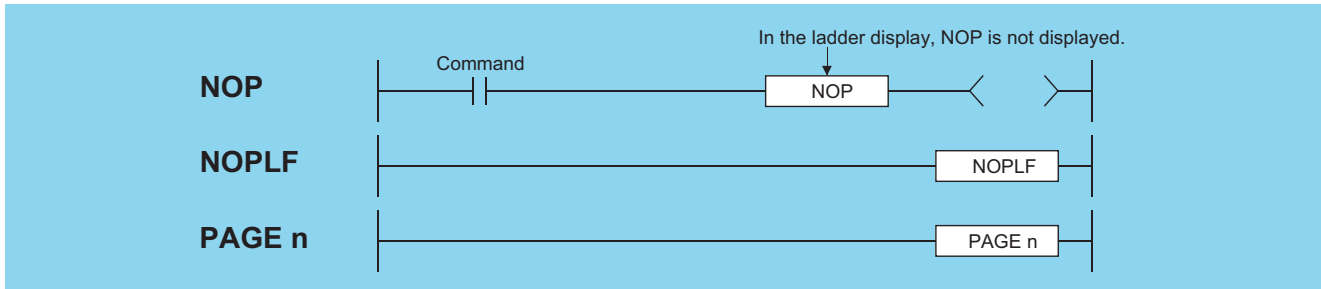 In the ladder display, NOP is not displayed.
Command
NOP
NOP
NOPLF
NOPLF
PAGE n
PAGE n